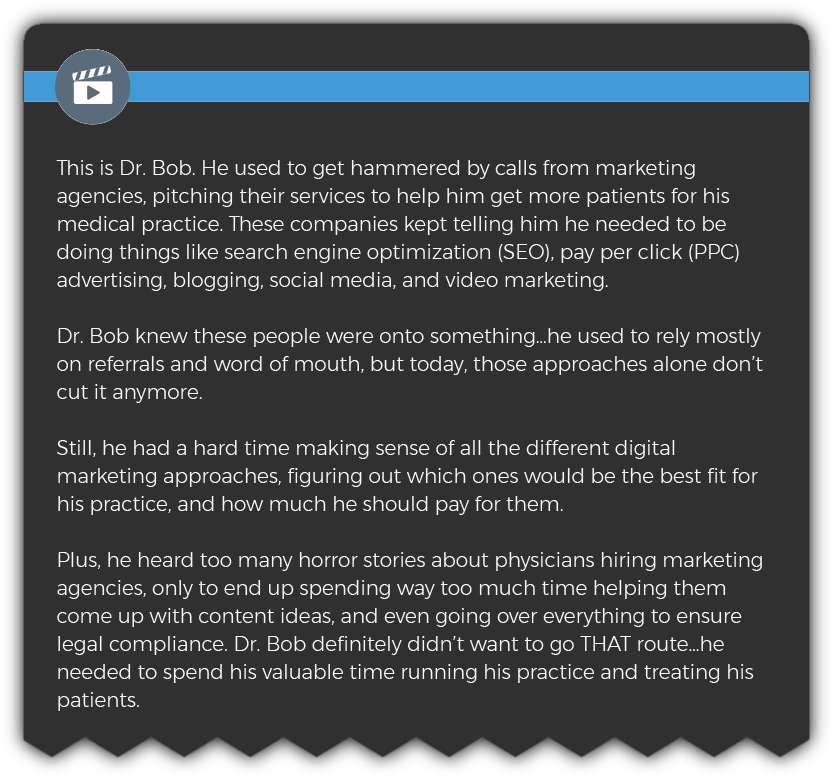 This is Dr. Bob. He used to get hammered by calls from marketing
agencies, pitching their services to help him get more patients for his
medical practice. These companies kept telling him he needed to be
doing things like search engine optimization (SEO), pay per click (PPC)
advertising, blogging, social media, and video marketing.
Dr. Bob knew these people were onto something...he used to rely mostly
on referrals and word of mouth, but today, those approaches alone don’t
cut it anymore.
Still, he had a hard time making sense of all the different digital
marketing approaches, figuring out which ones would be the best fit for
his practice, and how much he should pay for them.
Plus, he heard too many horror stories about physicians hiring marketing
agencies, only to end up spending way too much time helping them
come up with content ideas, and even going over everything to ensure
legal compliance. Dr. Bob definitely didn’t want to go THAT route...he
needed to spend his valuable time running his practice and treating his
patients.